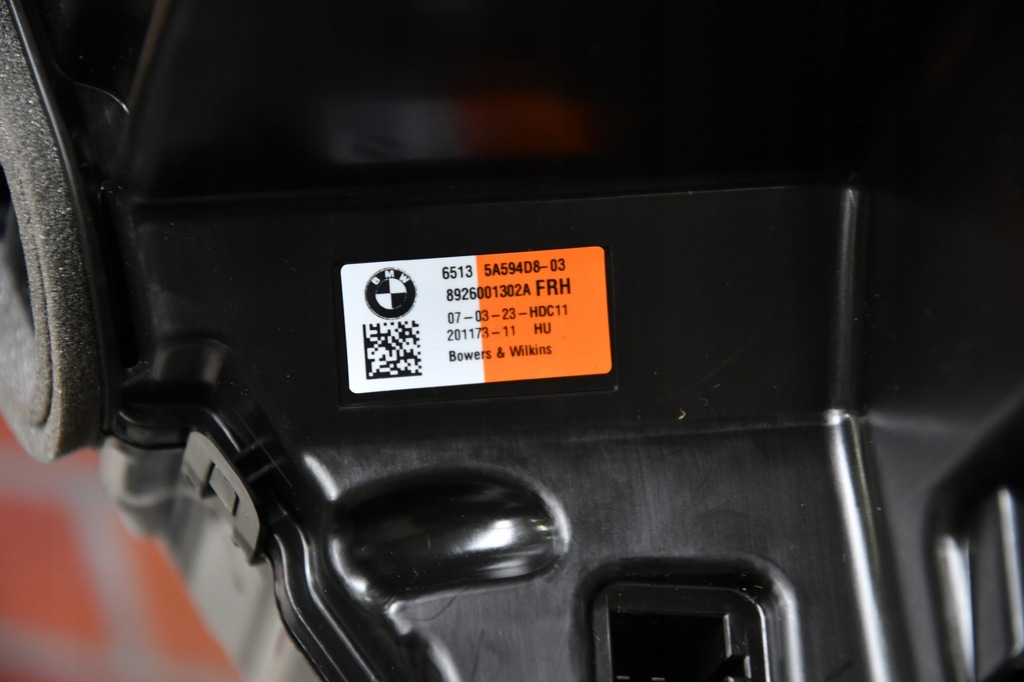 BMW
6513 5A594D8-03
8926001302A FRH
07-03-23-HDC11
201173-11 HU
Bowers & Wilkins